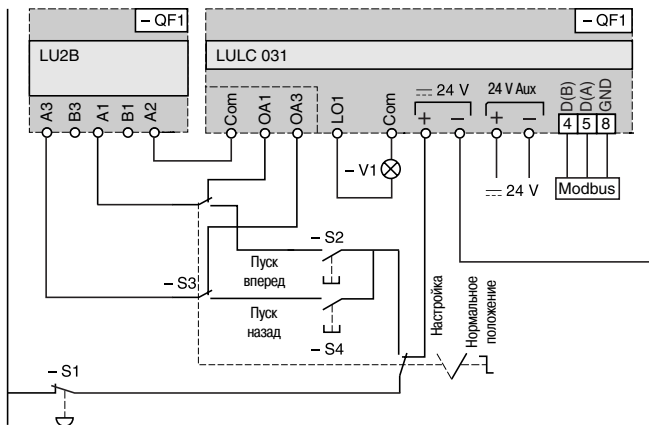 – QF1
– QF1
LU2B
LULC 031
A3
B3
A1
B1
A2
Com
OA1
OA3
LO1
Com
24 V
+
–
24 V Aux
+
–
D(B)
D(A)
GND
4
5
8
– V1
24 V
Modbus
– S2
Пуск
вперед
– S3
Пуск
назад
– S4
Настройка
Нормальное
положение
– S1